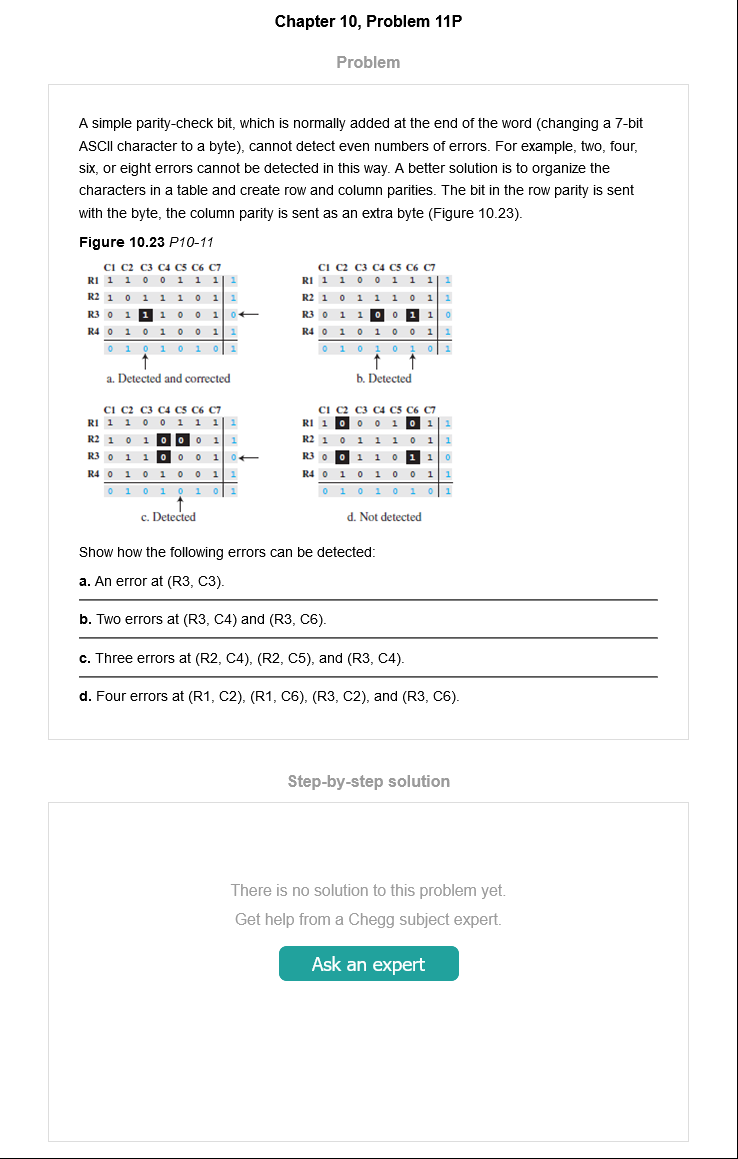 Chapter 10, Problem 11P
Problem
A simple parity-check bit, which is normally added at the end of the word (changing a 7-bit
ASCII character to a byte), cannot detect even numbers of errors. For example, two, four,
six, or eight errors cannot be detected in this way. A better solution is to organize the
characters in a table and create row and column parities. The bit in the row parity is sent
with the byte, the column parity is sent as an extra byte (Figure 10.23).
Figure 10.23 P10-11
C1 C2 C3 C4 C5 C6 C7
R1 1 1 0 0 1 1 1 1
R2 1 0 1 1 1 0 1 1
R3 0 1 1 1 0 0 1 0
R4 0 1 0 1 0 0 1 1
0 1 0 1 0 1 0 1
a. Detected and corrected
C1 C2 C3 C4 C5 C6 C7
R1 1 1 0 0 1 1 1 1
R2 1 0 1 1 1 0 1 1
R3 0 1 1 0 0 1 1 0
R4 0 1 0 1 0 0 1 1
0 1 0 1 0 1 0 1
b. Detected
C1 C2 C3 C4 C5 C6 C7
R1 1 1 0 0 1 1 1 1
R2 1 0 1 0 0 0 1 1
R3 0 1 1 0 0 0 1 0
R4 0 1 0 1 0 0 1 1
0 1 0 1 0 1 0 1
c. Detected
C1 C2 C3 C4 C5 C6 C7
R1 1 0 0 0 1 0 1 1
R2 1 0 1 1 1 0 1 1
R3 0 0 1 1 0 1 1 0
R4 0 1 0 1 0 0 1 1
0 1 0 1 0 1 0 1
d. Not detected
Show how the following errors can be detected:
a. An error at (R3, C3).
b. Two errors at (R3, C4) and (R3, C6).
c. Three errors at (R2, C4), (R2, C5), and (R3, C4).
d. Four errors at (R1, C2), (R1, C6), (R3, C2), and (R3, C6).
Step-by-step solution
There is no solution to this problem yet.
Get help from a Chegg subject expert.
Ask an expert